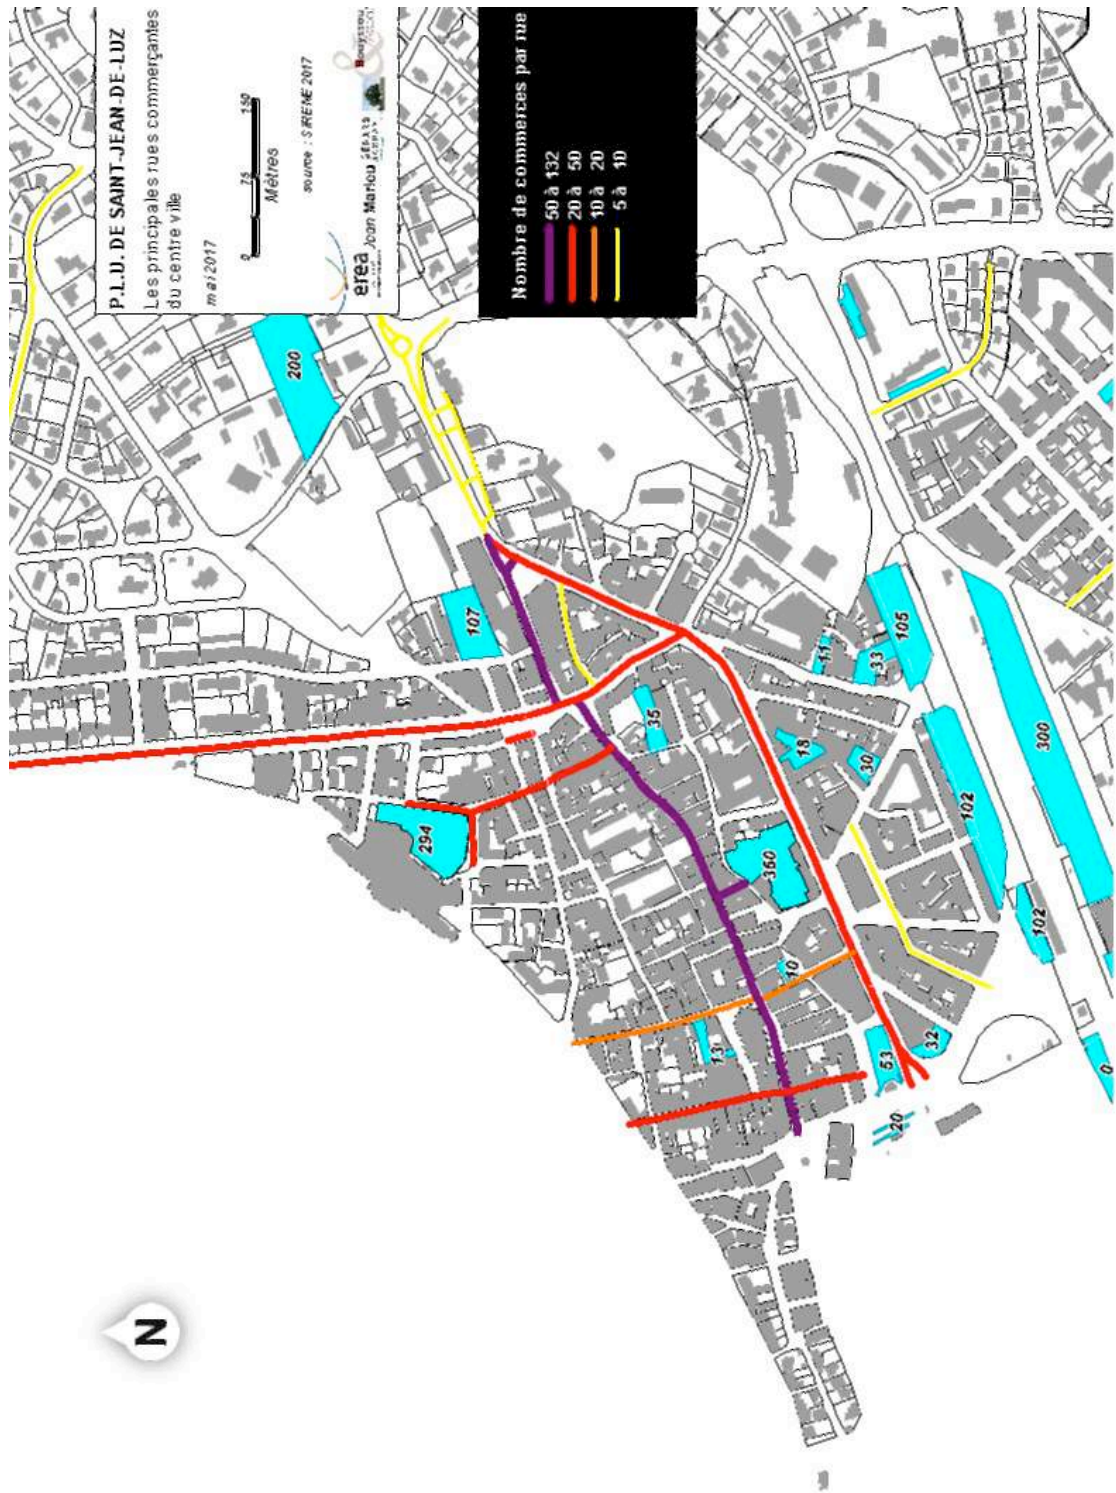 P.L.U. DE SAINT-JEAN-DE-LUZ
Les principales rues commerçantes
du centre ville
mai 2017
0 75 150
Mètres
source : SIRENE 2017
erea Joan Mariou
Nombre de commerces par rue
50 à 132
20 à 50
10 à 20
5 à 10
N
200
107
294
35
11
33
105
18
30
102
300
360
102
10
13
53
32
20
0